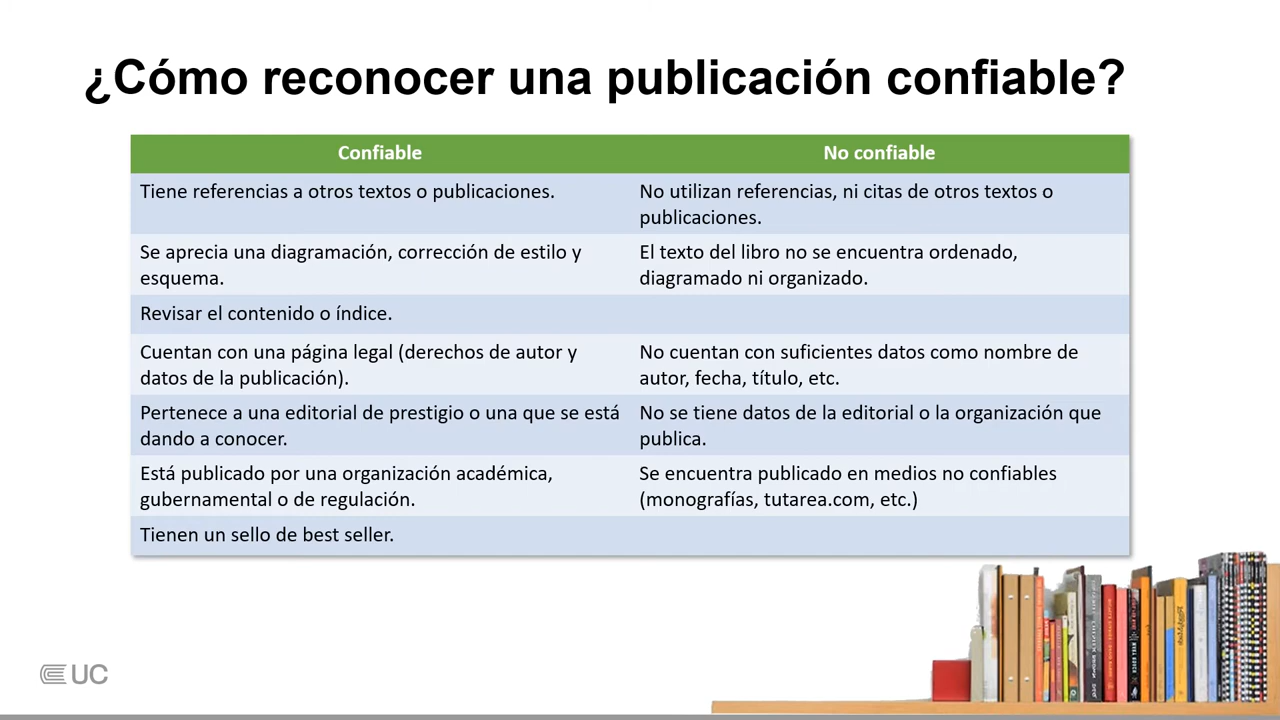 ¿Cómo reconocer una publicación confiable?
Confiable
No confiable
Tiene referencias a otros textos o publicaciones.
No utilizan referencias, ni citas de otros textos o
publicaciones.
Se aprecia una diagramación, corrección de estilo y
esquema.
El texto del libro no se encuentra ordenado,
diagramado ni organizado.
Revisar el contenido o índice.
Cuentan con una página legal (derechos de autor y
datos de la publicación).
No cuentan con suficientes datos como nombre de
autor, fecha, título, etc.
Pertenece a una editorial de prestigio o una que se está
dando a conocer.
No se tiene datos de la editorial o la organización que
publica.
Está publicado por una organización académica,
gubernamental o de regulación.
Se encuentra publicado en medios no confiables
(monografías, tutarea.com, etc.)
Tienen un sello de best seller.
UC